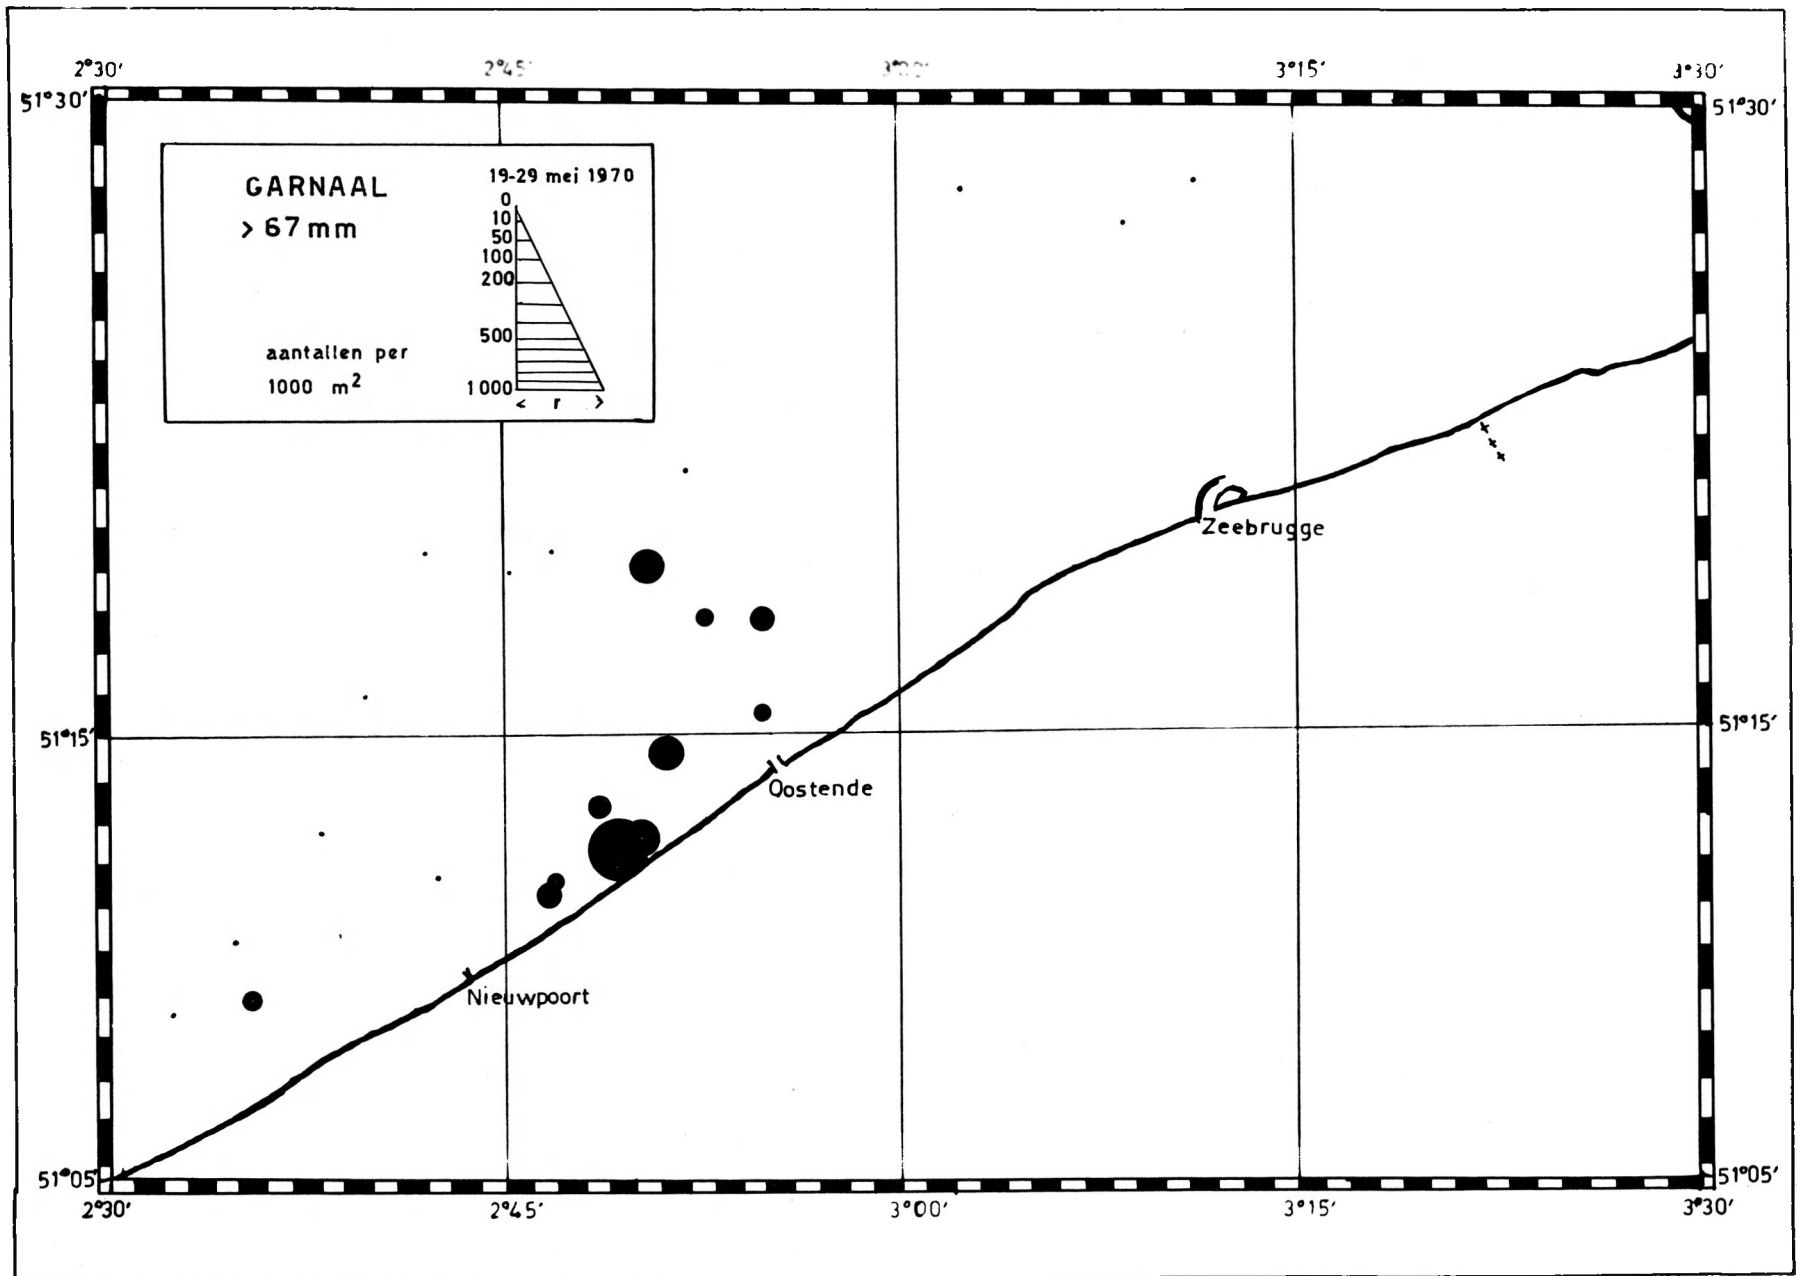 2°30' 2°45' 3°00' 3°15' 3°30'
51°30' 51°30'
GARNAAL
> 67 mm
19-29 mei 1970
0
10
50
100
200
500
1000
< r >
aantallen per
1000 m²
Zeebrugge
51°15' 51°15'
Oostende
Nieuwpoort
51°05' 51°05'
2°30' 2°45' 3°00' 3°15' 3°30'